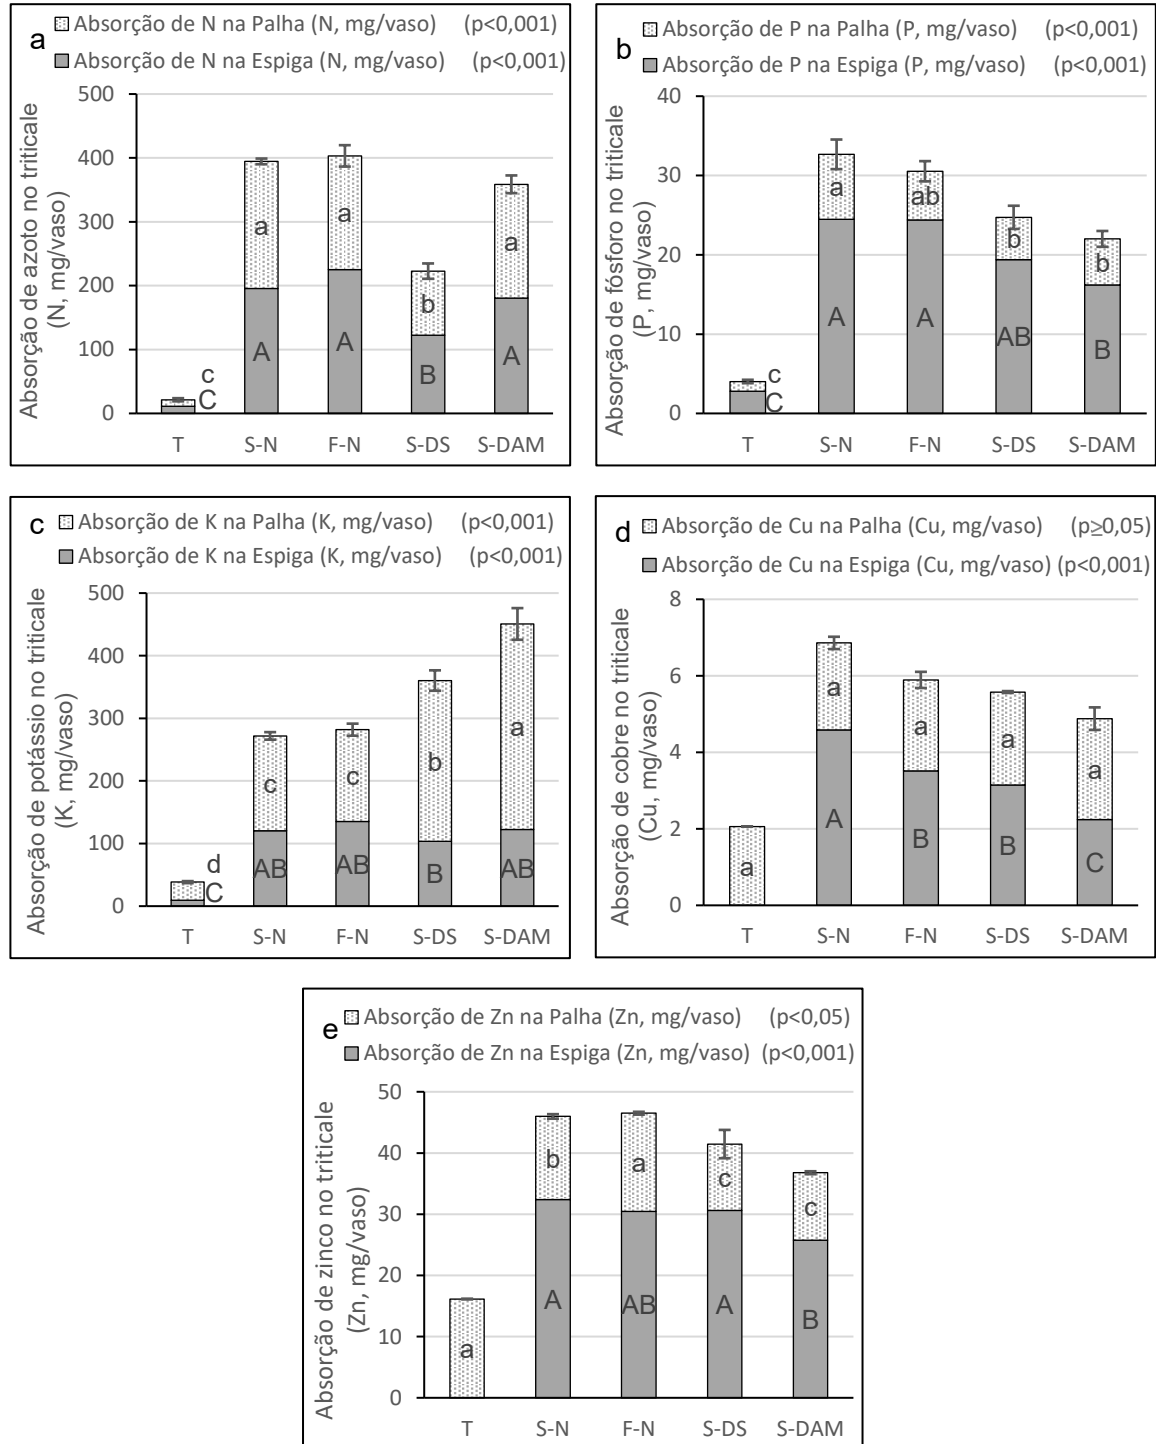 a
Absorção de N na Palha (N, mg/vaso) (p<0,001)
Absorção de N na Espiga (N, mg/vaso) (p<0,001)
Absorção de azoto no triticale
(N, mg/vaso)
500
400
300
200
100
0
c
C
a
A
a
A
b
B
a
A
T S-N F-N S-DS S-DAM
b
Absorção de P na Palha (P, mg/vaso) (p<0,001)
Absorção de P na Espiga (P, mg/vaso) (p<0,001)
Absorção de fósforo no triticale
(P, mg/vaso)
40
30
20
10
0
c
C
a
A
ab
A
b
AB
b
B
T S-N F-N S-DS S-DAM
c
Absorção de K na Palha (K, mg/vaso) (p<0,001)
Absorção de K na Espiga (K, mg/vaso) (p<0,001)
Absorção de potássio no triticale
(K, mg/vaso)
500
400
300
200
100
0
d
C
c
AB
c
AB
b
B
a
AB
T S-N F-N S-DS S-DAM
d
Absorção de Cu na Palha (Cu, mg/vaso) (p≥0,05)
Absorção de Cu na Espiga (Cu, mg/vaso) (p<0,001)
Absorção de cobre no triticale
(Cu, mg/vaso)
8
6
4
2
0
a
a
A
a
B
a
B
a
C
T S-N F-N S-DS S-DAM
e
Absorção de Zn na Palha (Zn, mg/vaso) (p<0,05)
Absorção de Zn na Espiga (Zn, mg/vaso) (p<0,001)
Absorção de zinco no triticale
(Zn, mg/vaso)
50
40
30
20
10
0
a
b
A
a
AB
c
A
c
B
T S-N F-N S-DS S-DAM